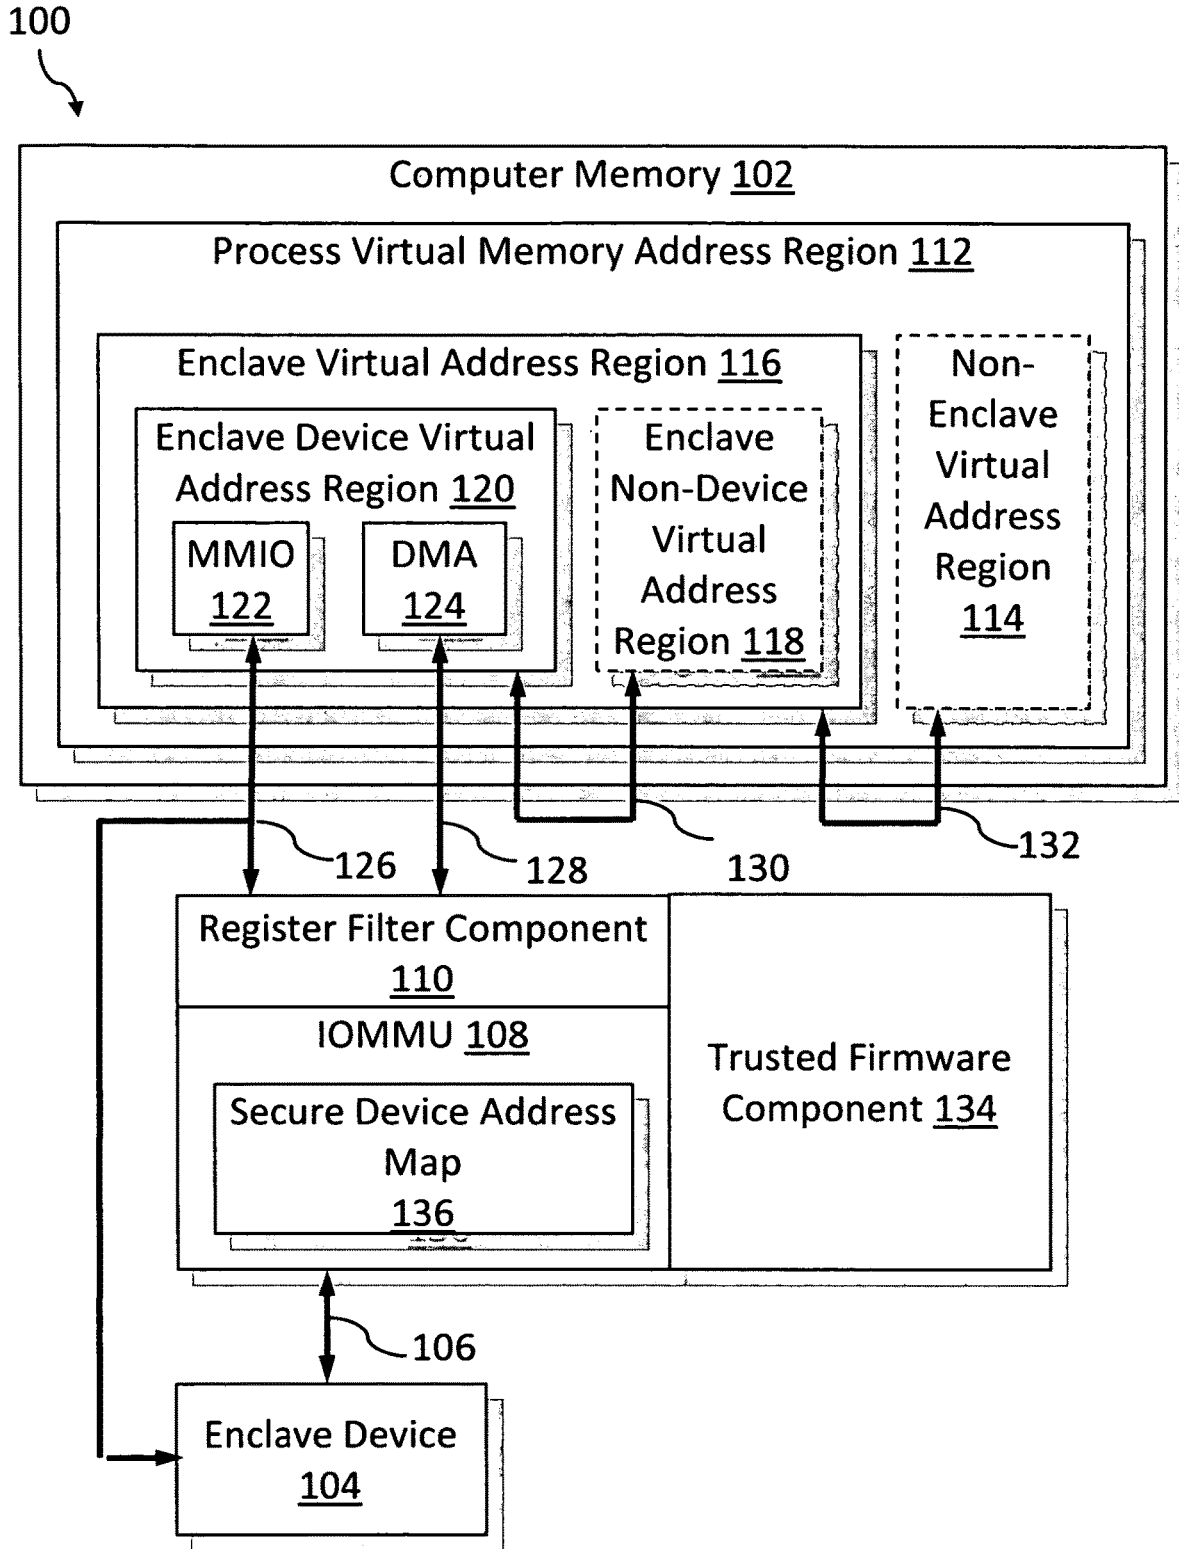 100
Computer Memory 102
Process Virtual Memory Address Region 112
Enclave Virtual Address Region 116
Enclave Device Virtual
Address Region 120
MMIO
122
DMA
124
Enclave
Non-Device
Virtual
Address
Region 118
Non-
Enclave
Virtual
Address
Region
114
126
128
130
132
Register Filter Component
110
IOMMU 108
Secure Device Address
Map
136
Trusted Firmware
Component 134
106
Enclave Device
104